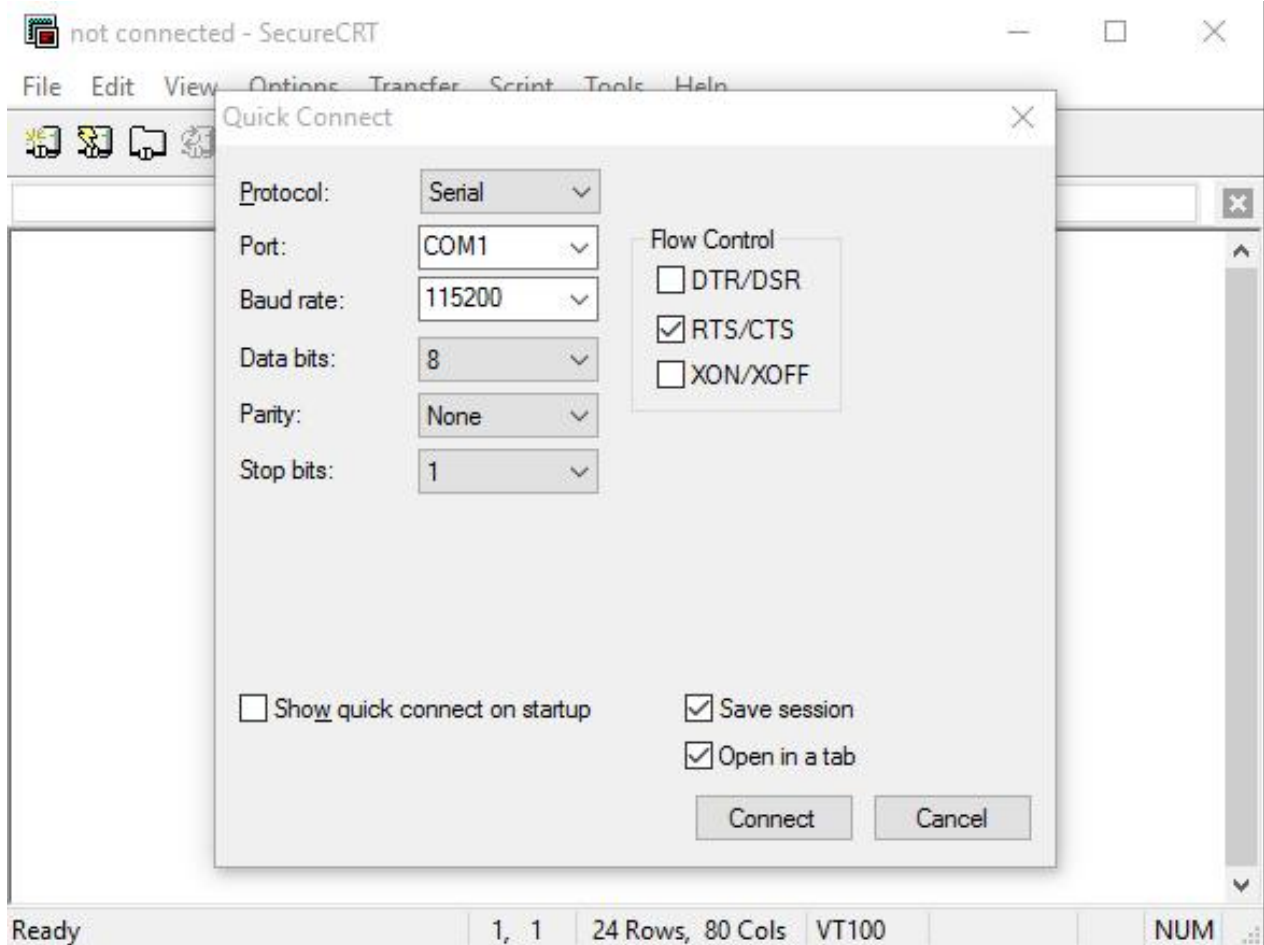 not connected - SecureCRT
File Edit View Options Transfer Script Tools Help
Quick Connect
Protocol: Serial
Port: COM1
Baud rate: 115200
Data bits: 8
Parity: None
Stop bits: 1
Flow Control
DTR/DSR
RTS/CTS
XON/XOFF
Show quick connect on startup
Save session
Open in a tab
Connect Cancel
Ready 1, 1 24 Rows, 80 Cols VT100 NUM